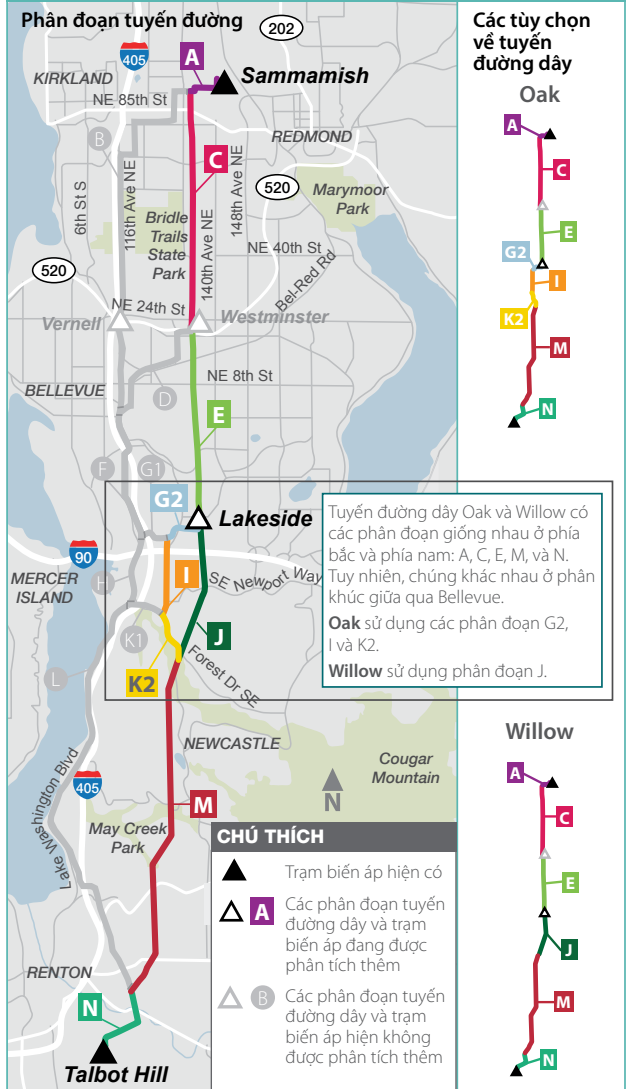 Phân đoạn tuyến đường
202
405
A
Sammamish
KIRKLAND
NE 85th St
B
REDMOND
C
6th St S
116th Ave NE
Bridle
Trails
State
Park
140th Ave NE
148th Ave NE
520
Marymoor
Park
NE 40th St
520
Bel-Red Rd
NE 24th St
Vernell
Westminster
NE 8th St
BELLEVUE
D
E
F
G1
G2
Lakeside
90
MERCER
ISLAND
H
I
SE Newport Way
K1
J
L
K2
Forest Dr SE
NEWCASTLE
Cougar
Mountain
N
405
Lake Washington Blvd
M
May Creek
Park
RENTON
N
Talbot Hill
CHÚ THÍCH
Trạm biến áp hiện có
A
Các phân đoạn tuyến
đường dây và trạm
biến áp đang được
phân tích thêm
B
Các phân đoạn tuyến
đường dây và trạm
biến áp hiện không
được phân tích thêm
Các tùy chọn
về tuyến
đường dây
Oak
A
C
E
G2
I
K2
M
N
Tuyến đường dây Oak và Willow có
các phân đoạn giống nhau ở phía
bắc và phía nam: A, C, E, M, và N.
Tuy nhiên, chúng khác nhau ở phân
khúc giữa qua Bellevue.
Oak sử dụng các phân đoạn G2,
I và K2.
Willow sử dụng phân đoạn J.
Willow
A
C
E
J
M
N